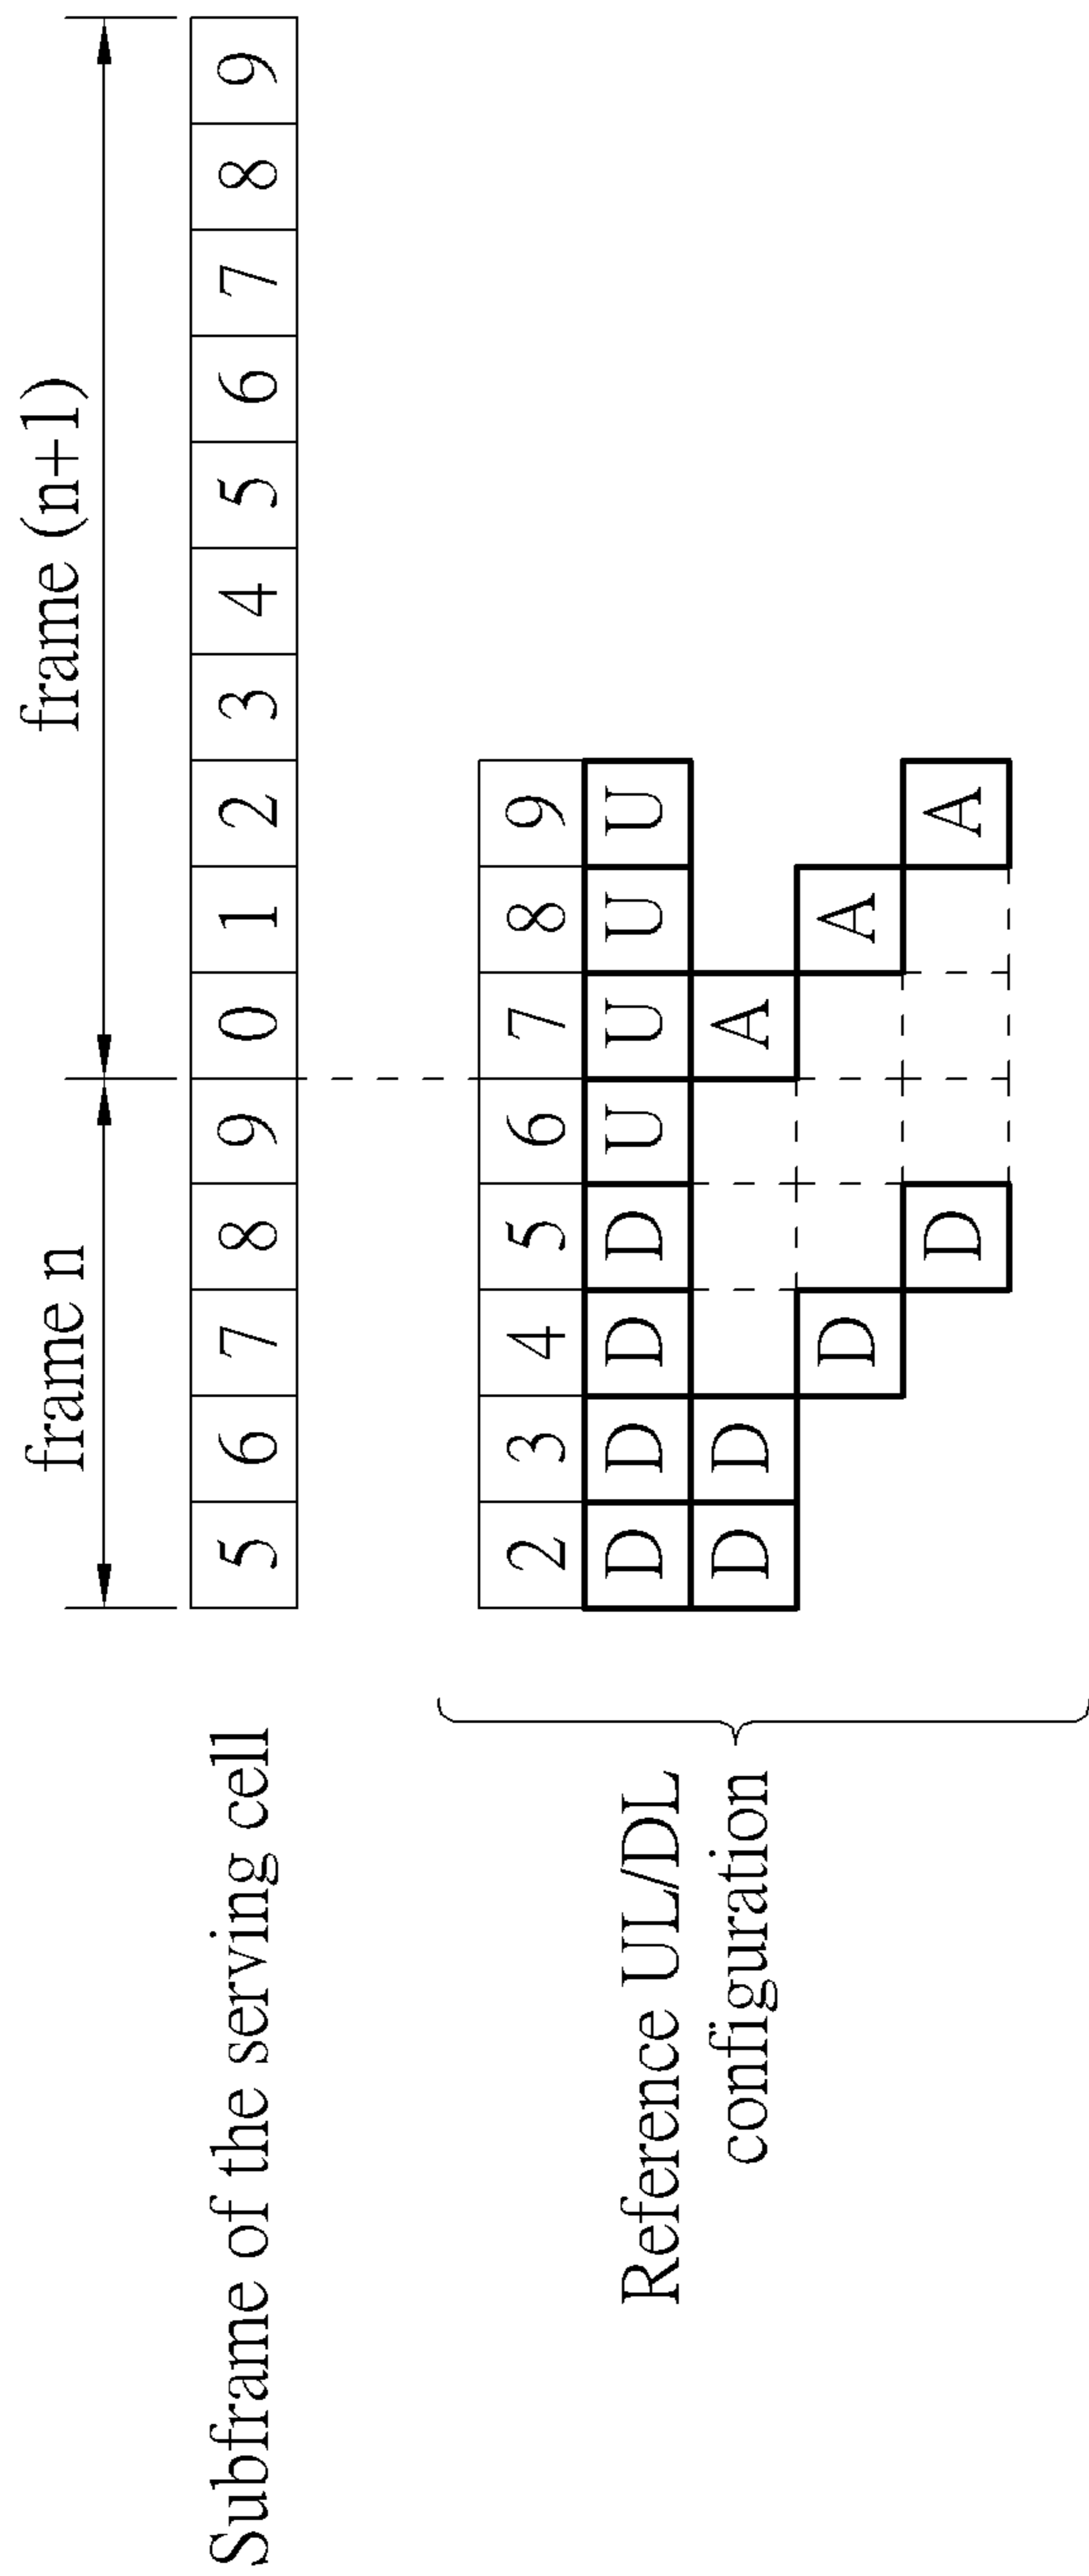 frame n frame (n+1)
Subframe of the serving cell 5 6 7 8 9 0 1 2 3 4 5 6 7 8 9
2 3 4 5 6 7 8 9
Reference UL/DL D D D D U U U U
configuration D D A
D A
D A